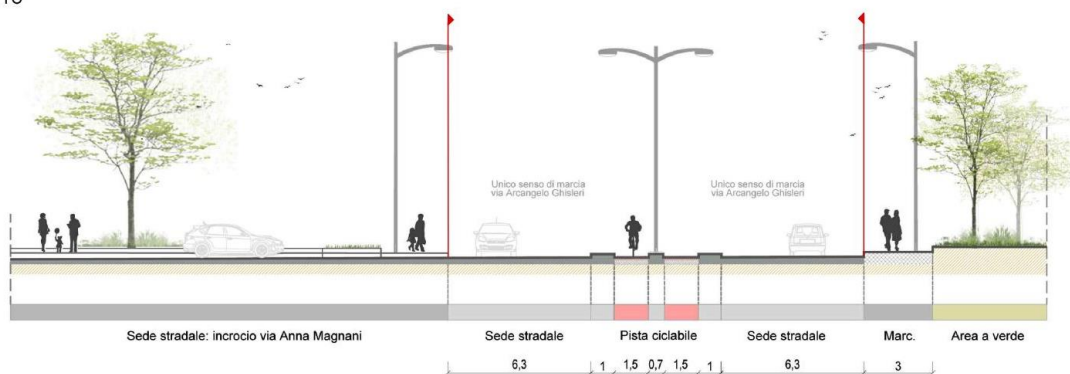 Unico senso di marcia
via Arcangelo Ghisleri
Unico senso di marcia
via Arcangelo Ghisleri
Sede stradale: incrocio via Anna Magnani
Sede stradale
Pista ciclabile
Sede stradale
Marc.
Area a verde
6,3
1
1,5
0,7
1,5
1
6,3
3